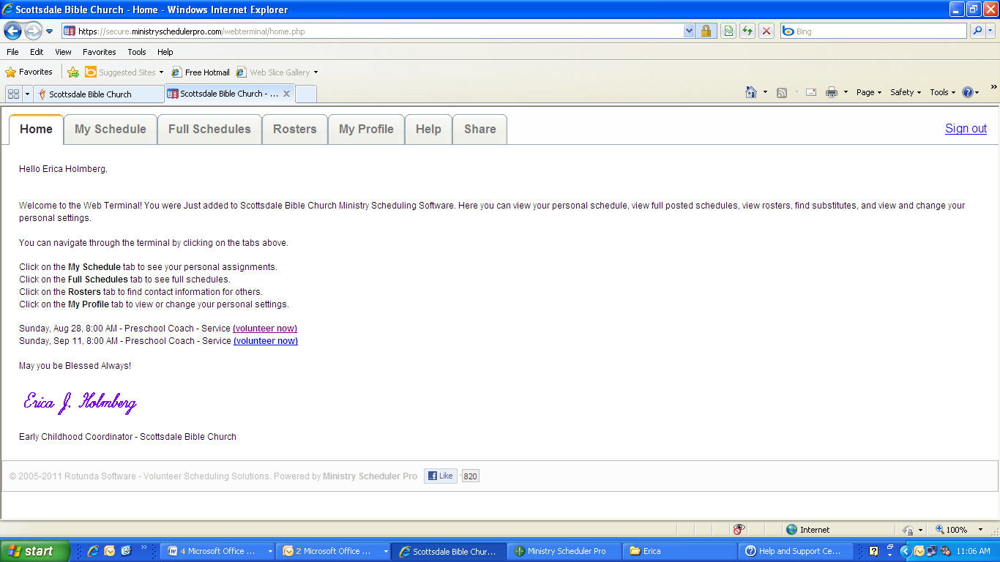 Scottsdale Bible Church - Home - Windows Internet Explorer
https://secure.ministryschedulerpro.com/webterminal/home.php
Bing
File Edit View Favorites Tools Help
Favorites Suggested Sites Free Hotmail Web Slice Gallery
Scottsdale Bible Church Scottsdale Bible Church - ... Page Safety Tools
Home My Schedule Full Schedules Rosters My Profile Help Share Sign out
Hello Erica Holmberg,
Welcome to the Web Terminal! You were Just added to Scottsdale Bible Church Ministry Scheduling Software. Here you can view your personal schedule, view full posted schedules, view rosters, find substitutes, and view and change your
personal settings.
You can navigate through the terminal by clicking on the tabs above.
Click on the My Schedule tab to see your personal assignments.
Click on the Full Schedules tab to see full schedules.
Click on the Rosters tab to find contact information for others.
Click on the My Profile tab to view or change your personal settings.
Sunday, Aug 28, 8:00 AM - Preschool Coach - Service (volunteer now)
Sunday, Sep 11, 8:00 AM - Preschool Coach - Service (volunteer now)
May you be Blessed Always!
Erica J. Holmberg
Early Childhood Coordinator - Scottsdale Bible Church
© 2005-2011 Rotunda Software - Volunteer Scheduling Solutions. Powered by Ministry Scheduler Pro Like 820
Internet 100%
start 4 Microsoft Office ... 2 Microsoft Office ... Scottsdale Bible Chur... Ministry Scheduler Pro Erica Help and Support Ce... 11:06 AM